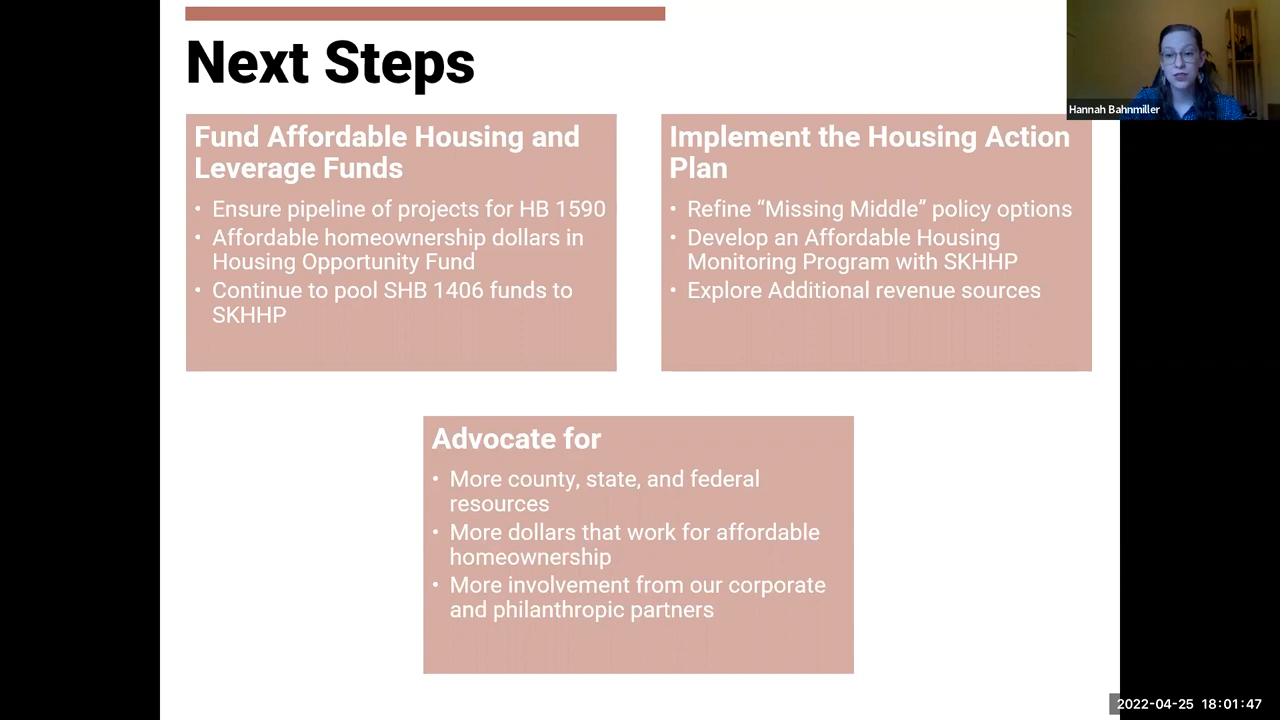 Next Steps
Hannah Bahnmiller
Fund Affordable Housing and
Leverage Funds
• Ensure pipeline of projects for HB 1590
• Affordable homeownership dollars in
Housing Opportunity Fund
• Continue to pool SHB 1406 funds to
SKHHP
Implement the Housing Action
Plan
• Refine “Missing Middle” policy options
• Develop an Affordable Housing
Monitoring Program with SKHHP
• Explore Additional revenue sources
Advocate for
• More county, state, and federal
resources
• More dollars that work for affordable
homeownership
• More involvement from our corporate
and philanthropic partners
2022-04-25 18:01:47